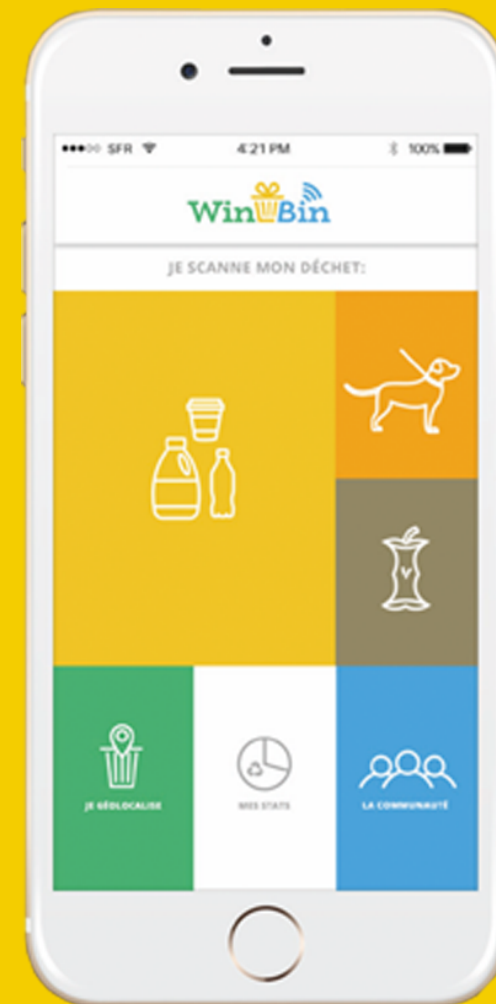 SFR 4:21 PM 100%
WinBin
JE SCANNE MON DÉCHET:
JE GÉOLOCALISE
MES STATS
LA COMMUNAUTÉ